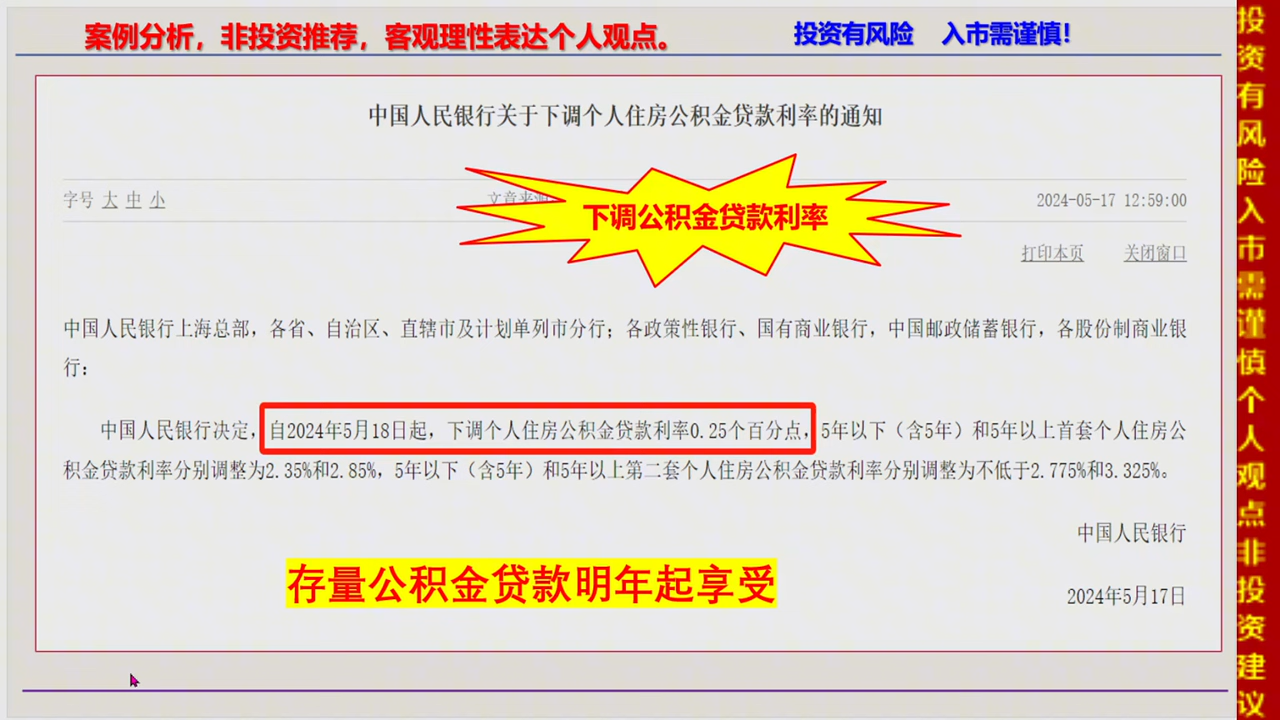 案例分析，非投资推荐，客观理性表达个人观点。
投资有风险 入市需谨慎！
中国人民银行关于下调个人住房公积金贷款利率的通知
字号 大 中 小
文章来源
2024-05-17 12:59:00
下调公积金贷款利率
打印本页 关闭窗口
中国人民银行上海总部，各省、自治区、直辖市及计划单列市分行；各政策性银行、国有商业银行，中国邮政储蓄银行，各股份制商业银
行：
中国人民银行决定，自2024年5月18日起，下调个人住房公积金贷款利率0.25个百分点，5年以下（含5年）和5年以上首套个人住房公
积金贷款利率分别调整为2.35%和2.85%，5年以下（含5年）和5年以上第二套个人住房公积金贷款利率分别调整为不低于2.775%和3.325%。
中国人民银行
存量公积金贷款明年起享受
2024年5月17日
投资有风险入市需谨慎个人观点非投资建议